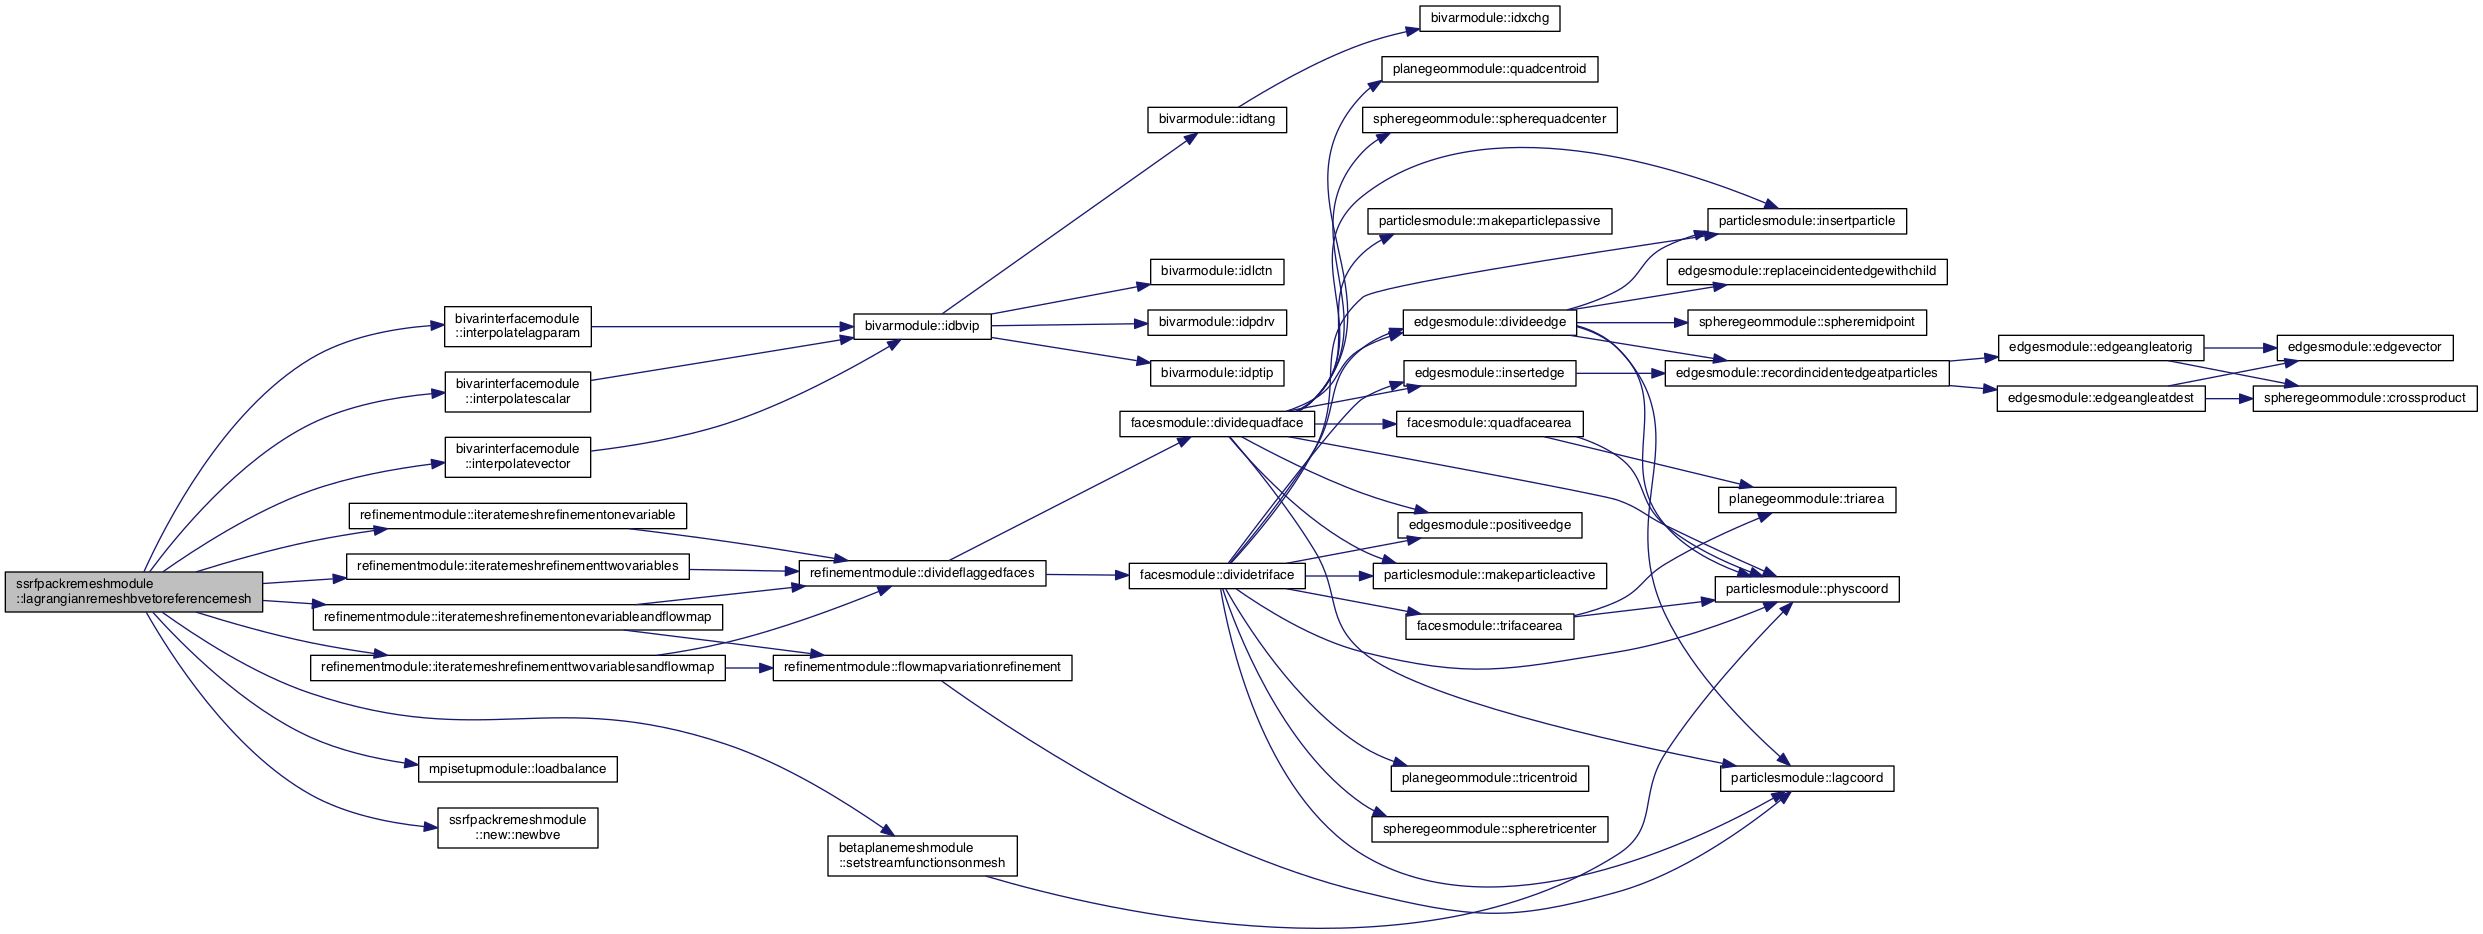 ssrfpackremeshmodule
::lagrangianremeshbvetoreferencemesh
bivarinterfacemodule
::interpolatelagparam
bivarinterfacemodule
::interpolatescalar
bivarinterfacemodule
::interpolatevector
refinementmodule::iteratemeshrefinementonevariable
refinementmodule::iteratemeshrefinementtwovariables
refinementmodule::iteratemeshrefinementonevariableandflowmap
refinementmodule::iteratemeshrefinementtwovariablesandflowmap
mpisetupmodule::loadbalance
ssrfpackremeshmodule
::new::newbve
bivarmodule::idbvip
refinementmodule::divideflaggedfaces
refinementmodule::flowmapvariationrefinement
betaplanemeshmodule
::setstreamfunctionsonmesh
bivarmodule::idtang
bivarmodule::idlctn
bivarmodule::idpdrv
bivarmodule::idptip
facesmodule::dividequadface
facesmodule::dividetriface
bivarmodule::idxchg
planegeommodule::quadcentroid
spheregeommodule::spherequadcenter
particlesmodule::makeparticlepassive
edgesmodule::divideedge
edgesmodule::insertedge
facesmodule::quadfacearea
edgesmodule::positiveedge
particlesmodule::makeparticleactive
facesmodule::trifacearea
planegeommodule::tricentroid
spheregeommodule::spheretricenter
particlesmodule::insertparticle
edgesmodule::replaceincidentedgewithchild
spheregeommodule::spheremidpoint
edgesmodule::recordincidentedgeatparticles
planegeommodule::triarea
particlesmodule::physcoord
particlesmodule::lagcoord
edgesmodule::edgeangleatorig
edgesmodule::edgeangleatdest
edgesmodule::edgevector
spheregeommodule::crossproduct